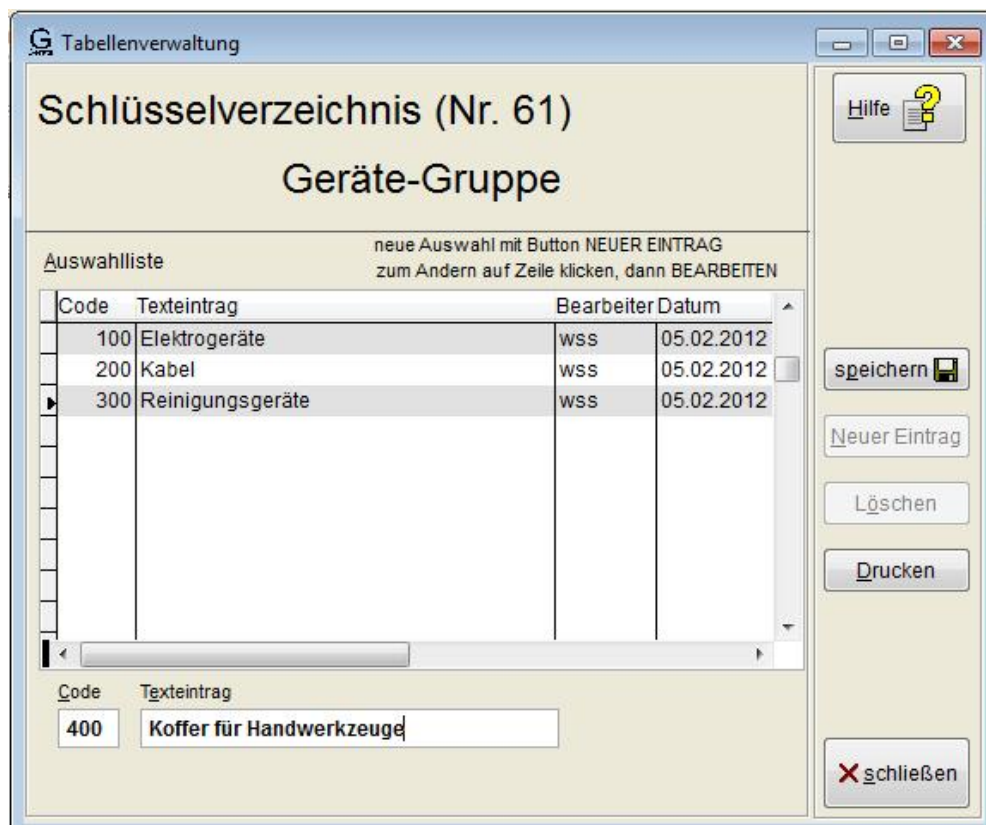 Tabellenverwaltung
Schlüsselverzeichnis (Nr. 61)
Geräte-Gruppe
Hilfe
Auswahlliste
neue Auswahl mit Button NEUER EINTRAG
zum Andern auf Zeile klicken, dann BEARBEITEN
Code Texteintrag Bearbeiter Datum
100 Elektrogeräte wss 05.02.2012
200 Kabel wss 05.02.2012
300 Reinigungsgeräte wss 05.02.2012
speichern
Neuer Eintrag
Löschen
Drucken
Code Texteintrag
400 Koffer für Handwerkzeuge
schließen